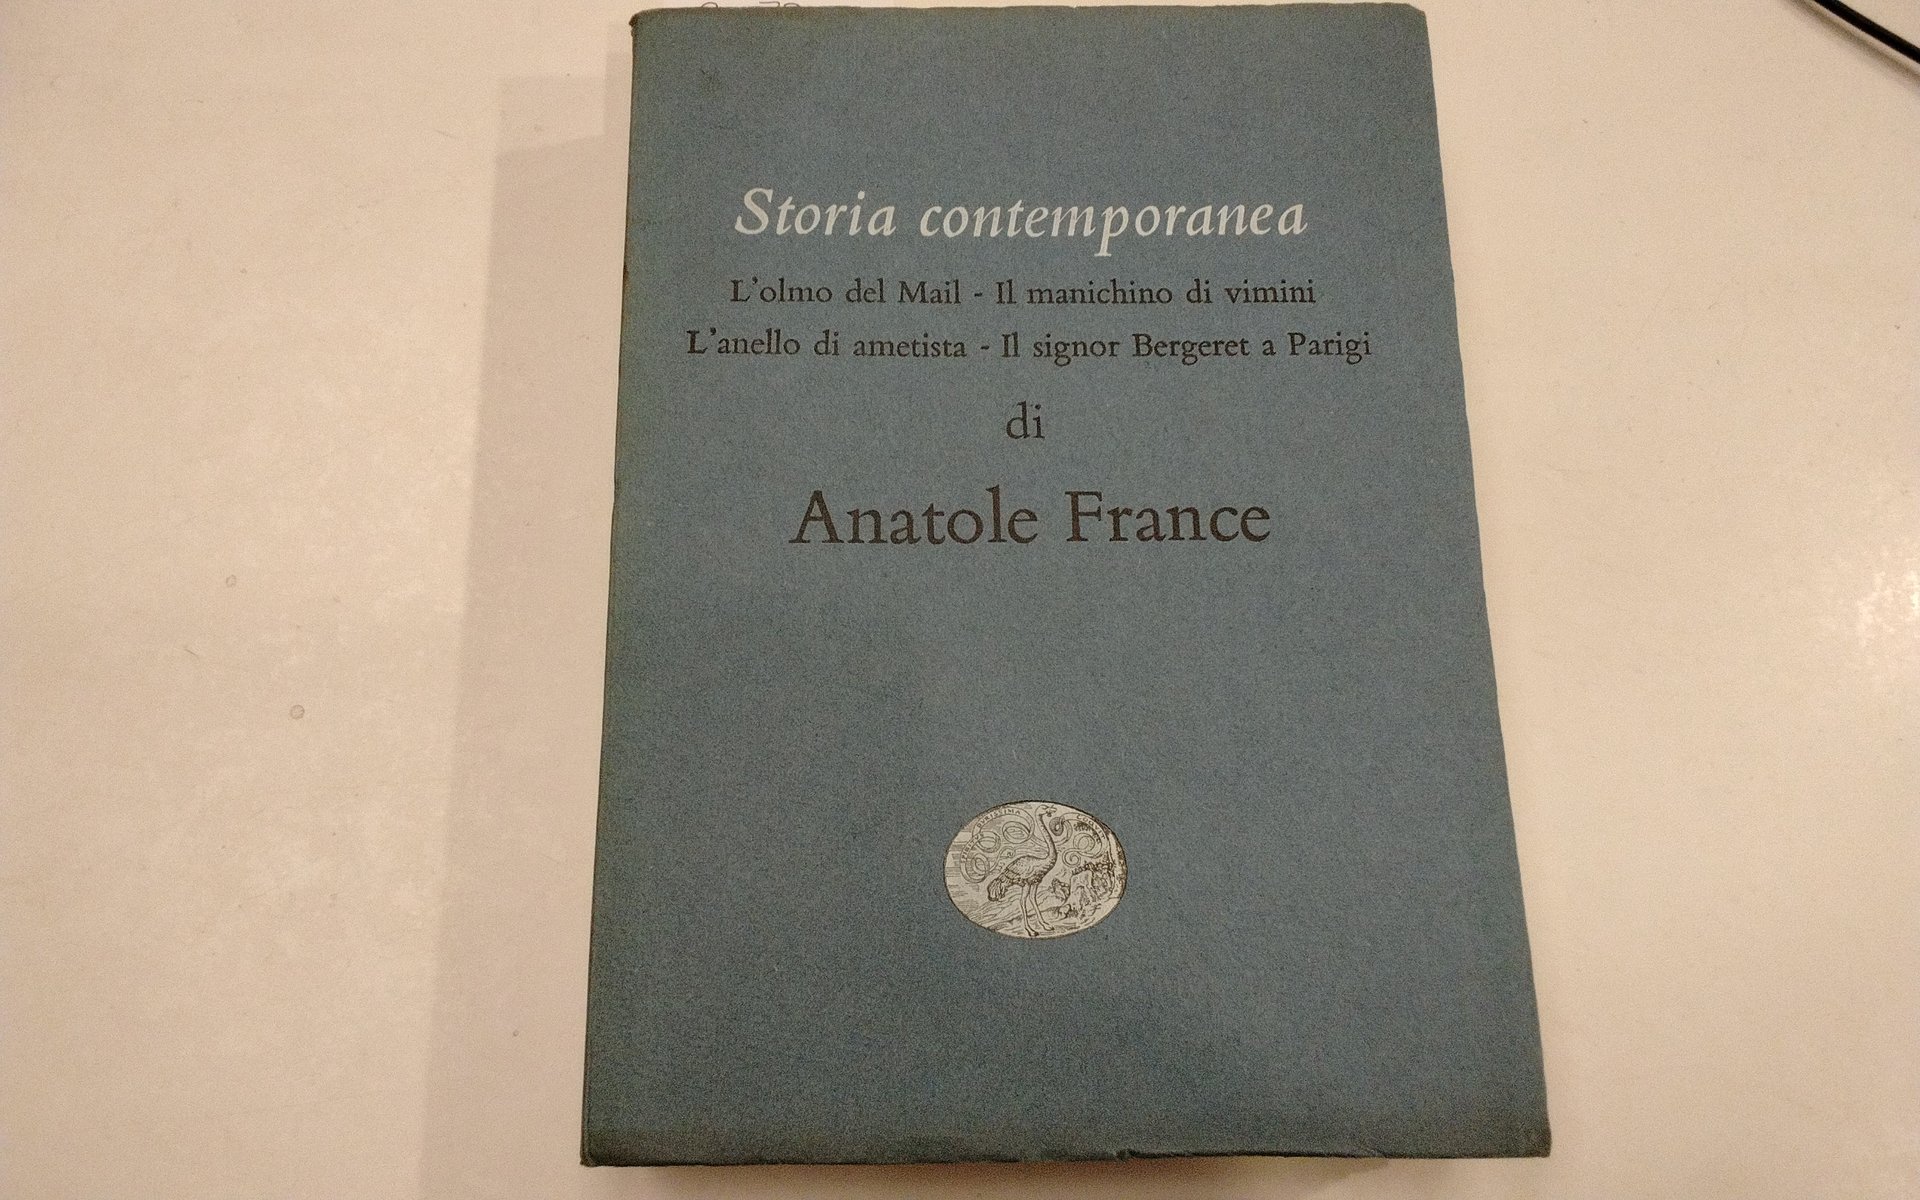 Storia contemporanea
L'olmo del Mail - Il manichino di vimini
L'anello di ametista - Il signor Bergeret a Parigi
di
Anatole France